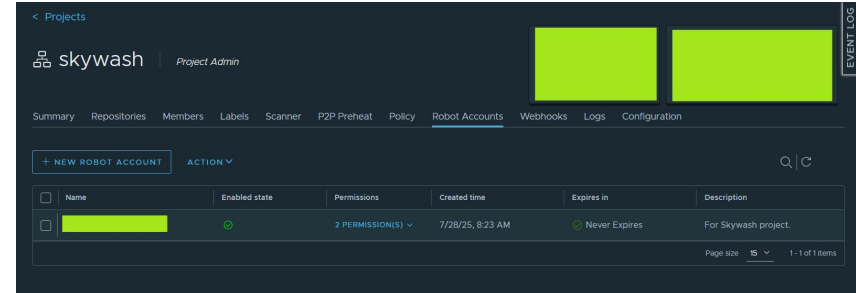 < Projects
EVENT LOG
skywash Project Admin
Summary Repositories Members Labels Scanner P2P Preheat Policy Robot Accounts Webhooks Logs Configuration
+ NEW ROBOT ACCOUNT ACTION
Name Enabled state Permissions Created time Expires in Description
2 PERMISSION(S) 7/28/25, 8:23 AM Never Expires For Skywash project.
Page size 15 1 - 1 of 1 items